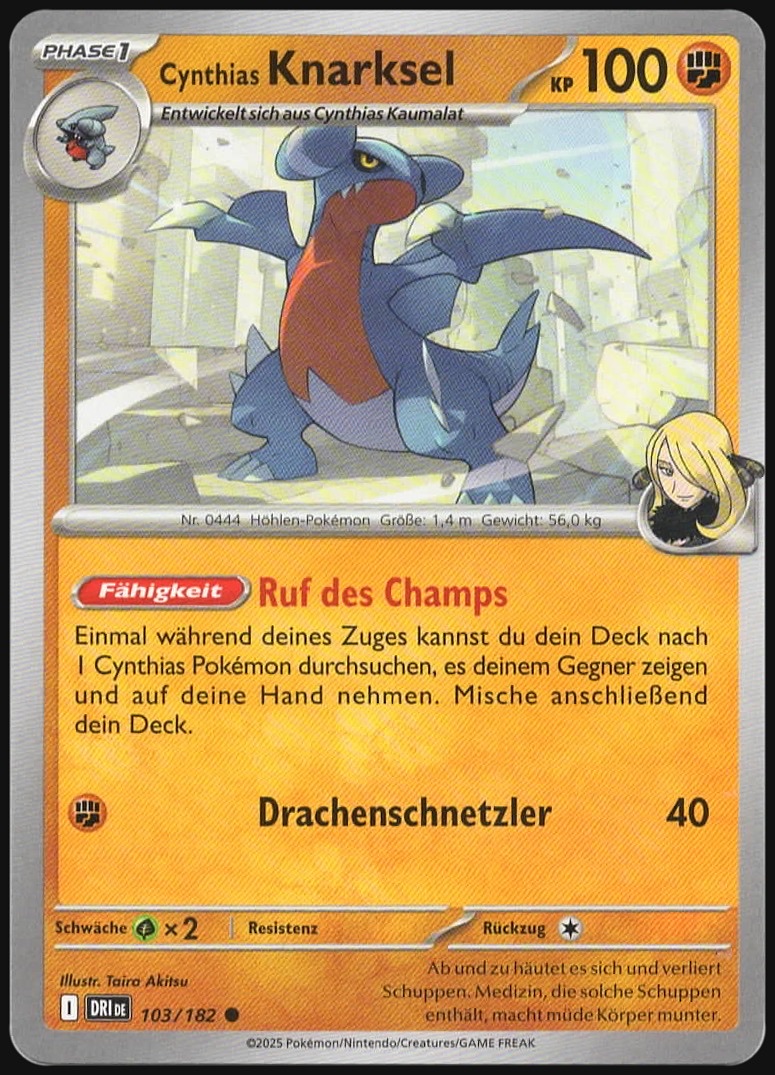 PHASE 1
Cynthias Knarksel
KP 100
Entwickelt sich aus Cynthias Kaumalat
Nr. 0444 Höhlen-Pokémon Größe: 1,4 m Gewicht: 56,0 kg
Fähigkeit Ruf des Champs
Einmal während deines Zuges kannst du dein Deck nach
1 Cynthias Pokémon durchsuchen, es deinem Gegner zeigen
und auf deine Hand nehmen. Mische anschließend
dein Deck.
Drachenschnetzler 40
Schwäche ×2 Resistenz Rückzug
Illustr. Taira Akitsu
Ab und zu häutet es sich und verliert
Schuppen. Medizin, die solche Schuppen
enthält, macht müde Körper munter.
I DRI DE 103/182
©2025 Pokémon/Nintendo/Creatures/GAME FREAK